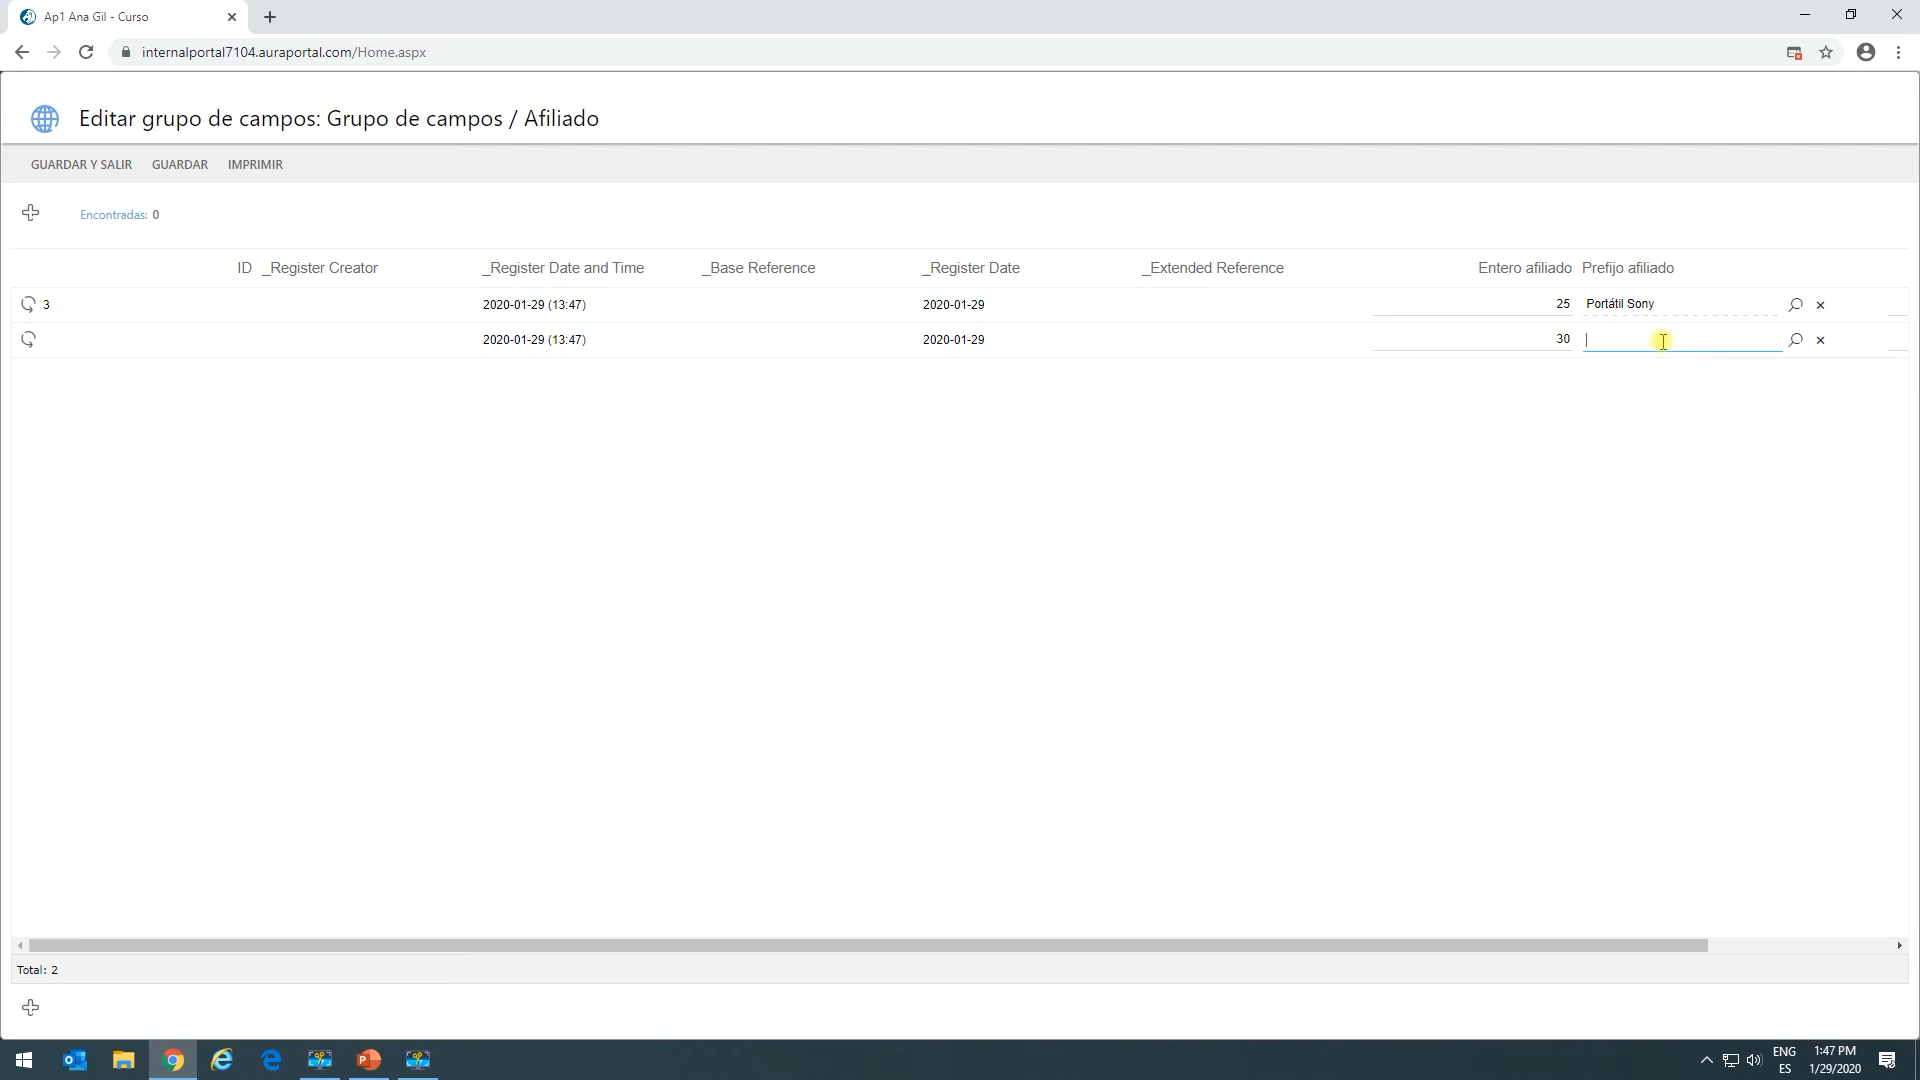 Ap1 Ana Gil - Curso
internalportal7104.auraportal.com/Home.aspx
Editar grupo de campos: Grupo de campos / Afiliado
GUARDAR Y SALIR GUARDAR IMPRIMIR
Encontradas: 0
ID _Register Creator _Register Date and Time _Base Reference _Register Date _Extended Reference Entero afiliado Prefijo afiliado
3 2020-01-29 (13:47) 2020-01-29 25 Portátil Sony
2020-01-29 (13:47) 2020-01-29 30
Total: 2
ENG 1:47 PM
ES 1/29/2020